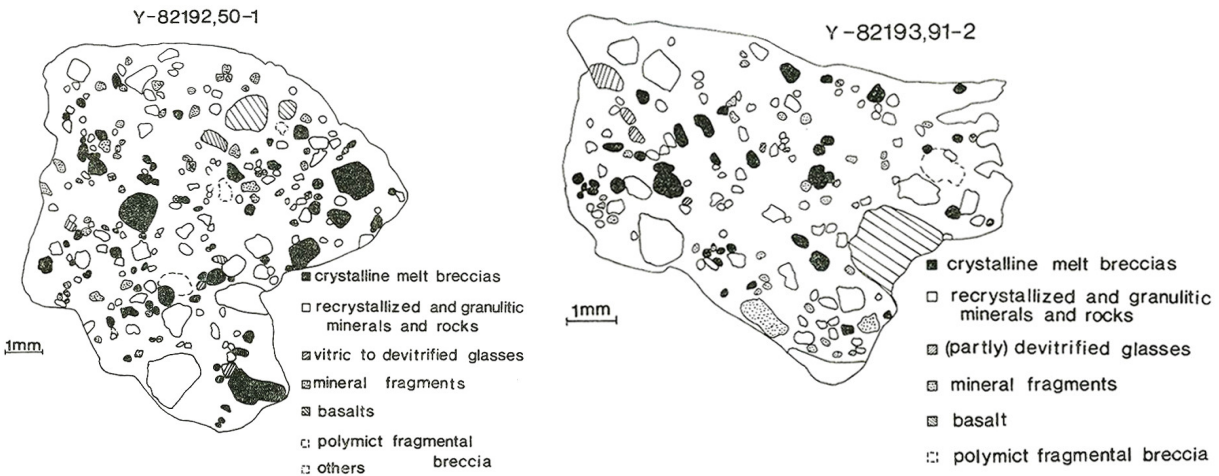 Y-82192,50-1
crystalline melt breccias
recrystallized and granulitic
minerals and rocks
vitric to devitrified glasses
mineral fragments
basalts
polymict fragmental
breccia
others
1mm
Y-82193,91-2
crystalline melt breccias
recrystallized and granulitic
minerals and rocks
(partly) devitrified glasses
mineral fragments
basalt
polymict fragmental breccia
1mm